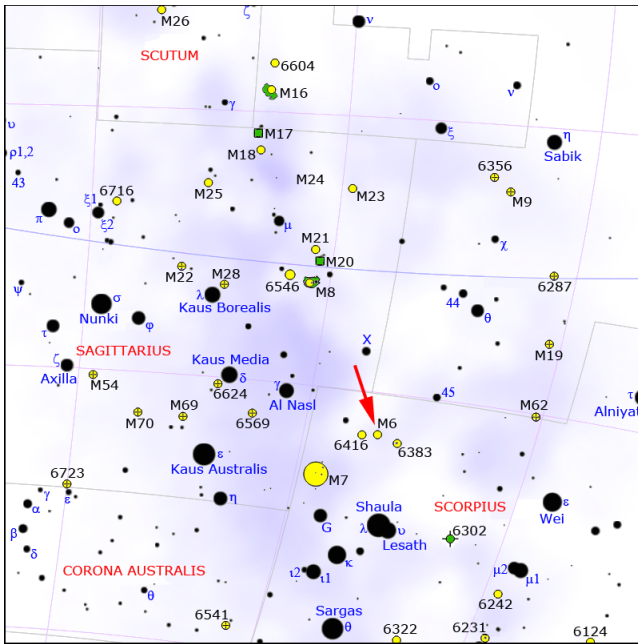 M26
ζ
ν
SCUTUM
6604
ο
ν
M16
γ
ξ
M17
η
υ
M18
Sabik
ρ1,2
6356
43
M24
M25
M23
M9
ξ1
6716
π
ο
ξ2
μ
M21
χ
M20
M22
M28
6546
M8
6287
ψ
σ
λ
44
Nunki
Kaus Borealis
θ
φ
τ
SAGITTARIUS
X
M19
ζ
Kaus Media
τ
Axilla
δ
M54
6624
γ
45
Alniyat
Al Nasl
M62
M69
M6
M70
6569
6416
6383
Kaus Australis
ε
6723
M7
γ
ε
η
Shaula
SCORPIUS
ε
α
G
λ
υ
Wei
β
Lesath
6302
δ
κ
CORONA AUSTRALIS
ι2
ι1
μ2
μ1
θ
6242
Sargas
6541
θ
6322
6231
6124